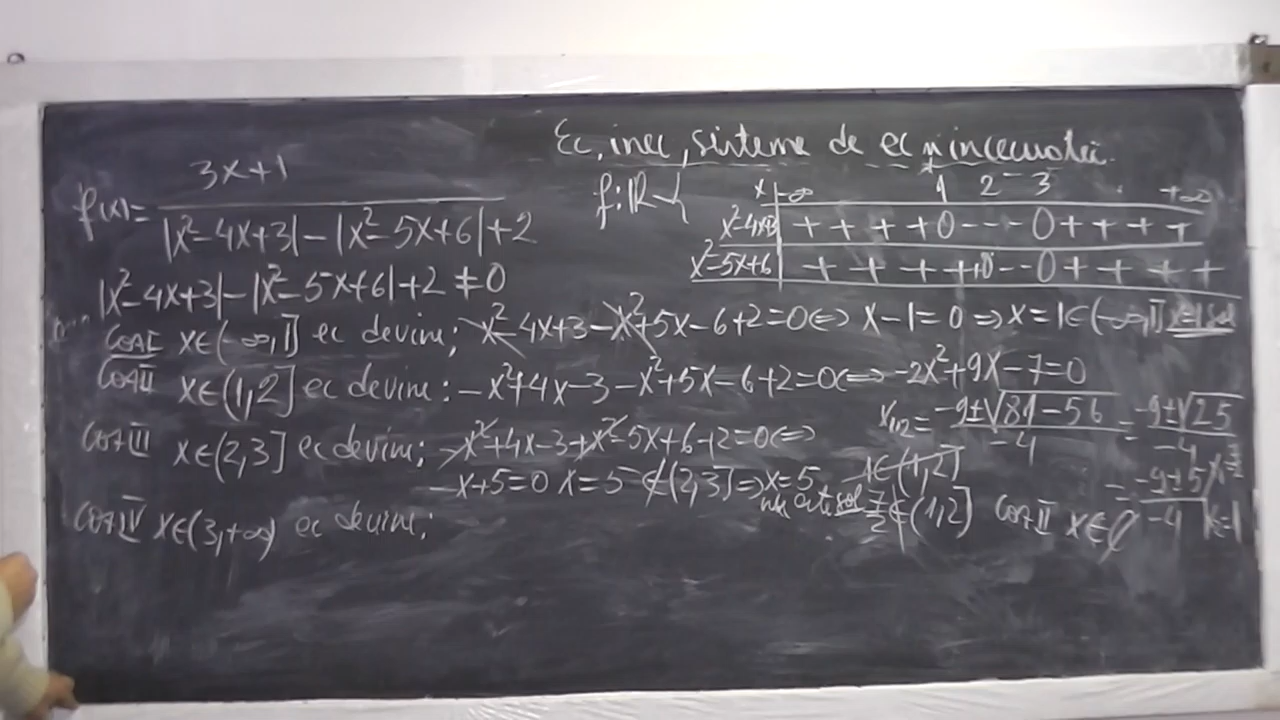 Ec, inec, sisteme de ec și inecuații.
f(x)= 3x+1 / |x²-4x+3|-|x²-5x+6|+2
f:ℝ-{
x | -∞ 1 2 3 +∞
x²-4x+3 | + + + + 0 - - - 0 + + + +
x²-5x+6 | + + + + + 0 - - 0 + + + +
|x²-4x+3|-|x²-5x+6|+2≠0
Caz I x∈(-∞,1] ec devine; x²-4x+3-x²+5x-6+2=0⇔ x-1=0 ⇒x=1∈(-∞,1] x=1 sol
Caz II x∈(1,2] ec devine: -x²+4x-3-x²+5x-6+2=0⇔ -2x²+9x-7=0
x₁,₂= -9±√81-56 / -4 = -9±√25 / -4
= -9±5 / -4
x=7/2
x=1
1∉(1,2]
7/2∉(1,2] Caz II x∈∅
Caz III x∈(2,3] ec devine; -x²+4x-3+x²-5x+6+2=0⇔
-x+5=0 x=5 ∉(2,3]⇒x=5 nu este sol
Caz IV x∈(3,+∞) ec devine;